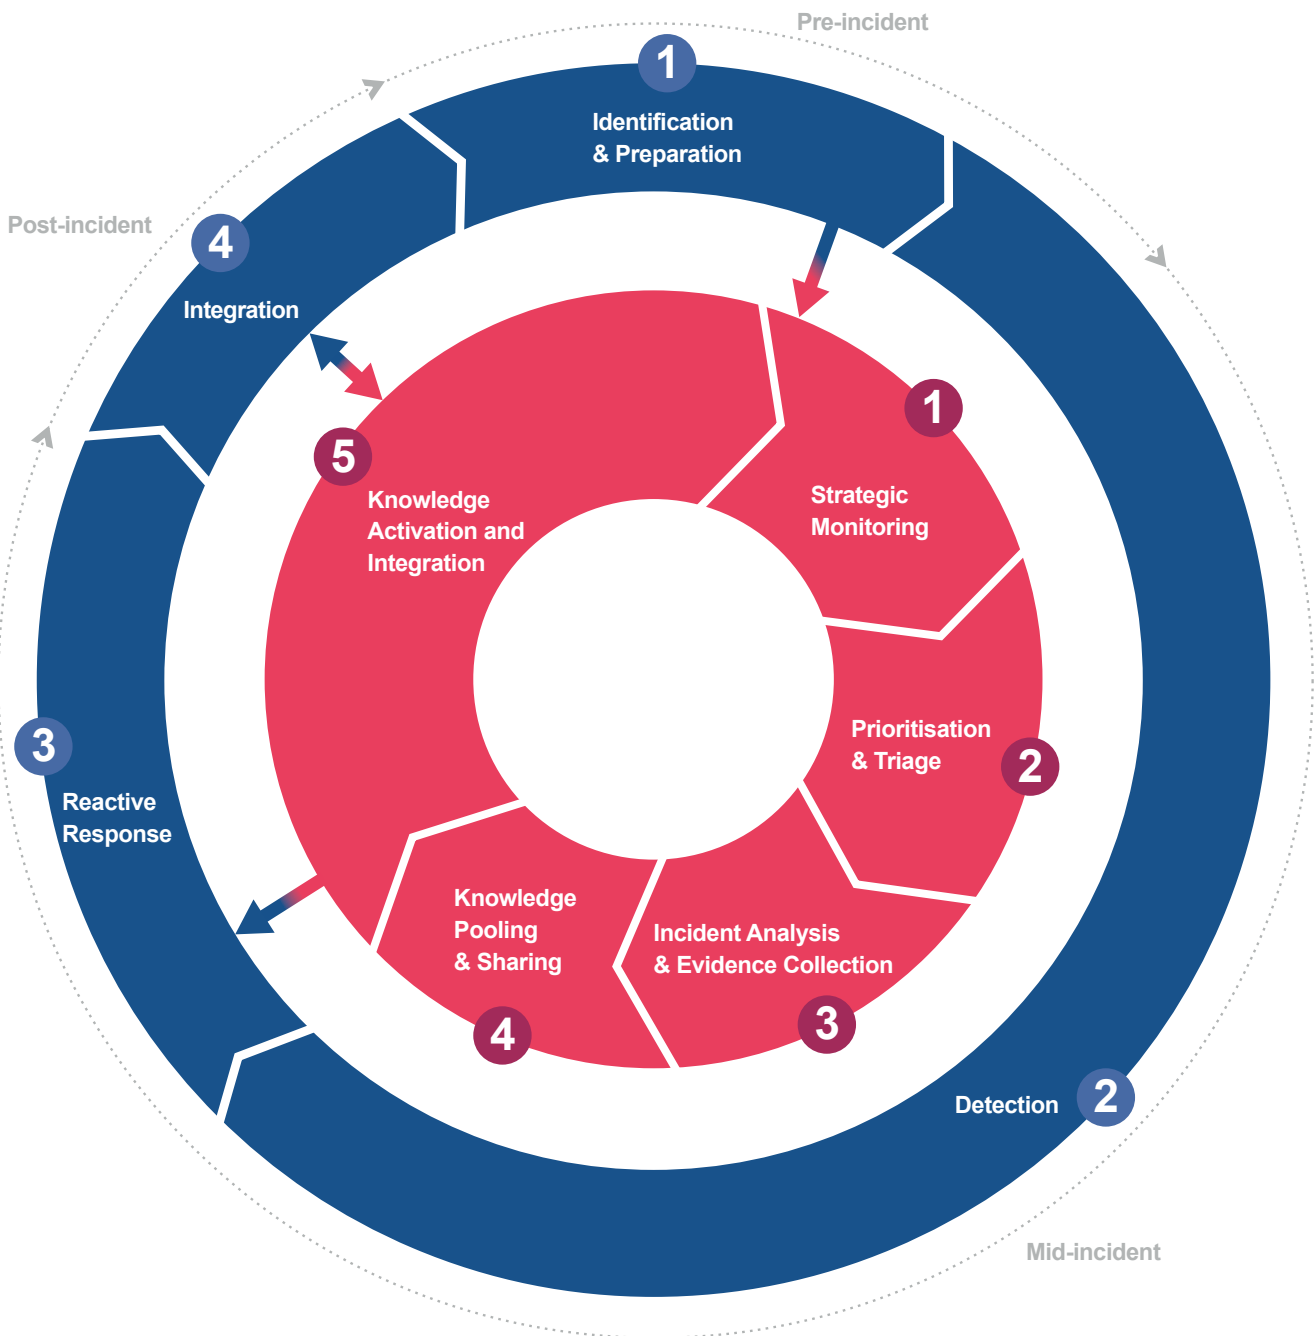 Pre-incident
1
Identification
& Preparation
Post-incident
4
Integration
1
5
Strategic
Monitoring
Knowledge
Activation and
Integration
Prioritisation
& Triage
2
3
Reactive
Response
Knowledge
Pooling
& Sharing
Incident Analysis
& Evidence Collection
3
4
Detection
2
Mid-incident